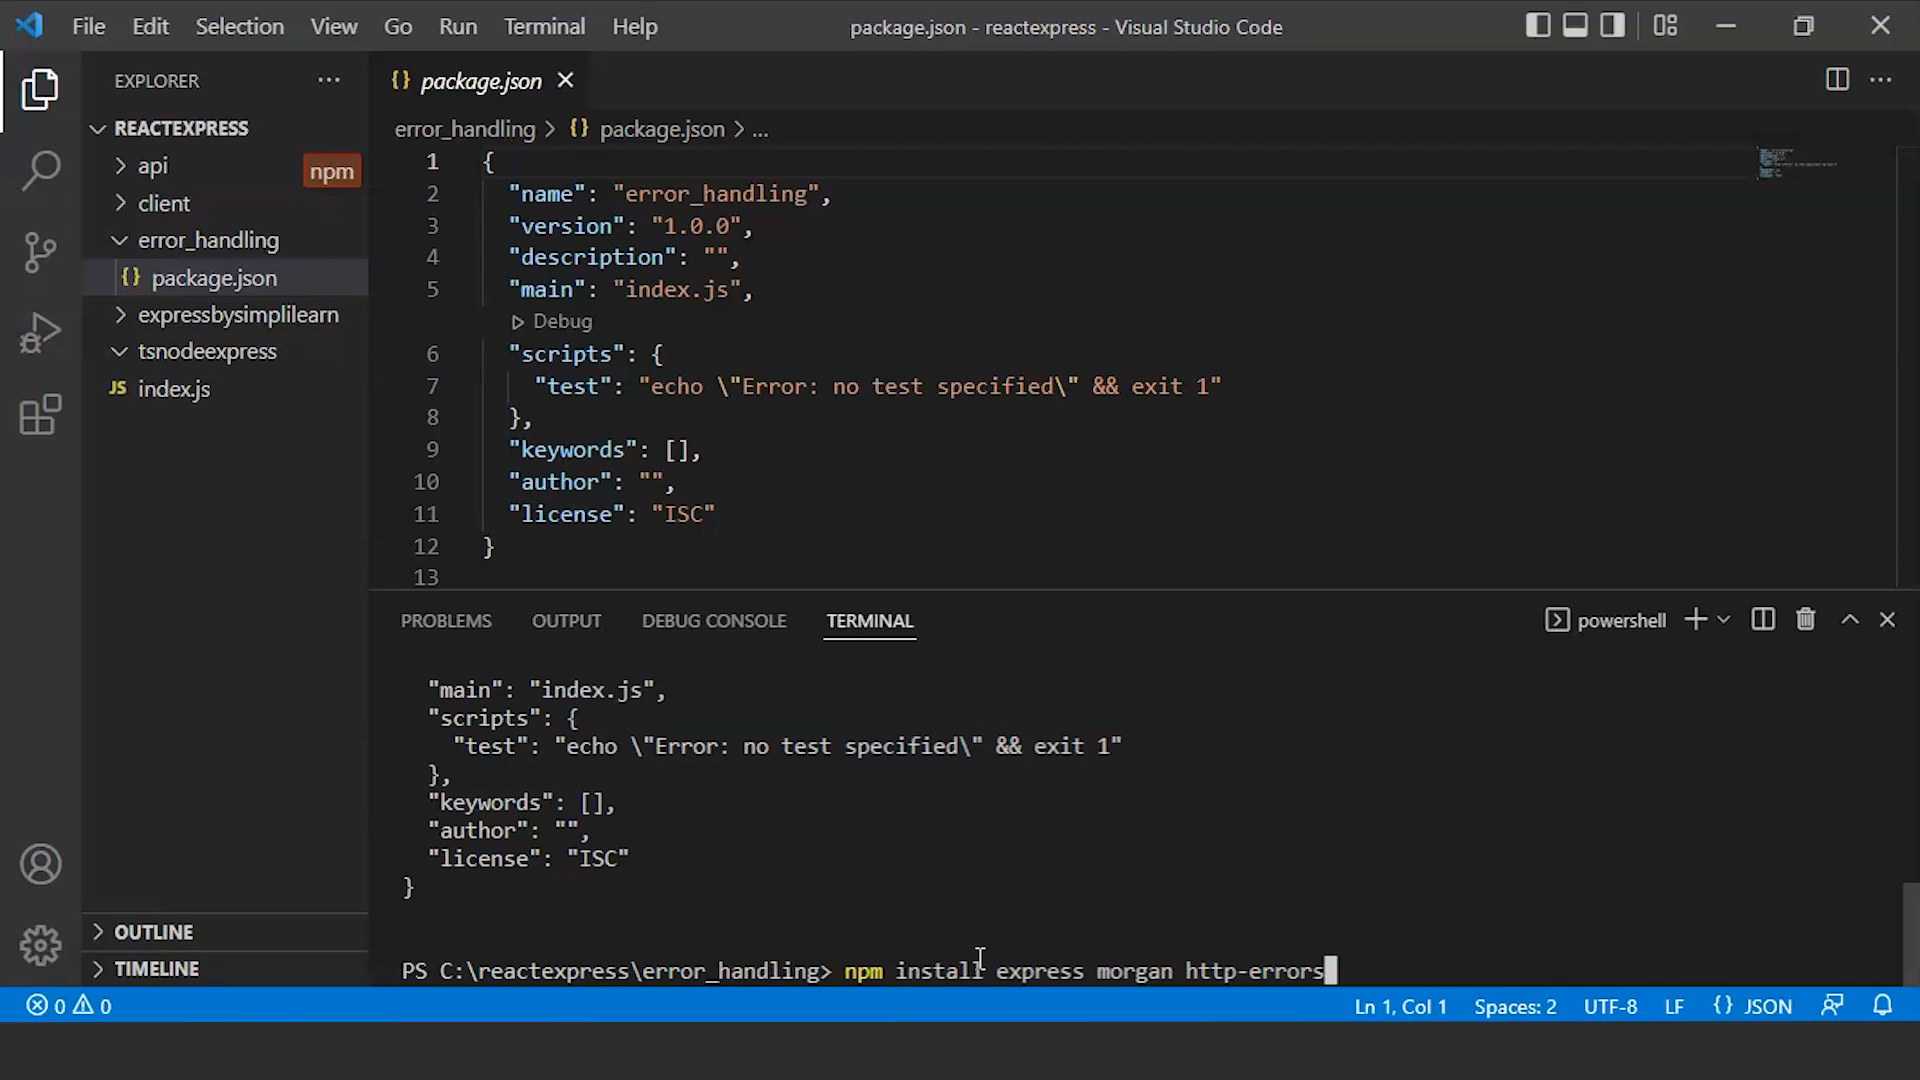 File Edit Selection View Go Run Terminal Help
package.json - reactexpress - Visual Studio Code
EXPLORER
REACTEXPRESS
api
npm
client
error_handling
{} package.json
expressbysimplilearn
tsnodeexpress
JS index.js
OUTLINE
TIMELINE
{} package.json
error_handling > {} package.json > ...
1 {
2 "name": "error_handling",
3 "version": "1.0.0",
4 "description": "",
5 "main": "index.js",
Debug
6 "scripts": {
7 "test": "echo \"Error: no test specified\" && exit 1"
8 },
9 "keywords": [],
10 "author": "",
11 "license": "ISC"
12 }
13
PROBLEMS OUTPUT DEBUG CONSOLE TERMINAL
powershell
"main": "index.js",
"scripts": {
"test": "echo \"Error: no test specified\" && exit 1"
},
"keywords": [],
"author": "",
"license": "ISC"
}
PS C:\reactexpress\error_handling> npm install express morgan http-errors
0 0
Ln 1, Col 1 Spaces: 2 UTF-8 LF {} JSON